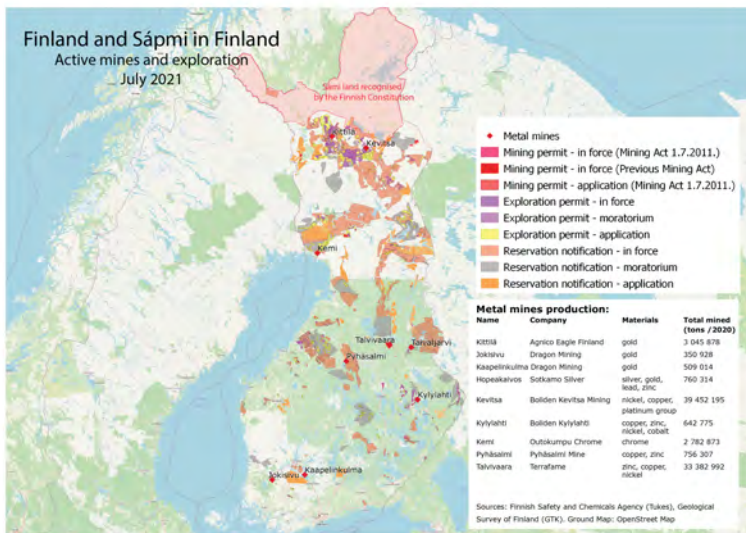 Finland and Sápmi in Finland
Active mines and exploration
July 2021
Sámi land recognised
by the Finnish Constitution
Kittilä
Kevitsa
Kemi
Talvivaara
Taivaljärvi
Pyhäsalmi
Kylylahti
Kaapelinkulma
Jokisivu
Metal mines
Mining permit - in force (Mining Act 1.7.2011.)
Mining permit - in force (Previous Mining Act)
Mining permit - application (Mining Act 1.7.2011.)
Exploration permit - in force
Exploration permit - moratorium
Exploration permit - application
Reservation notification - in force
Reservation notification - moratorium
Reservation notification - application
Metal mines production:
Name Company Materials Total mined
(tons /2020)
Kittilä Agnico Eagle Finland gold 3 045 878
Jokisivu Dragon Mining gold 350 928
Kaapelinkulma Dragon Mining gold 509 014
Hopeakaivos Sotkamo Silver silver, gold, 760 314
lead, zinc
Kevitsa Boliden Kevitsa Mining nickel, copper, 39 452 195
platinum group
Kylylahti Boliden Kylylahti copper, zinc, 642 775
nickel, cobalt
Kemi Outokumpu Chrome chrome 2 782 873
Pyhäsalmi Pyhäsalmi Mine copper, zinc 756 307
Talvivaara Terrafame zinc, copper, 33 382 992
nickel
Sources: Finnish Safety and Chemicals Agency (Tukes), Geological
Survey of Finland (GTK). Ground Map: OpenStreet Map